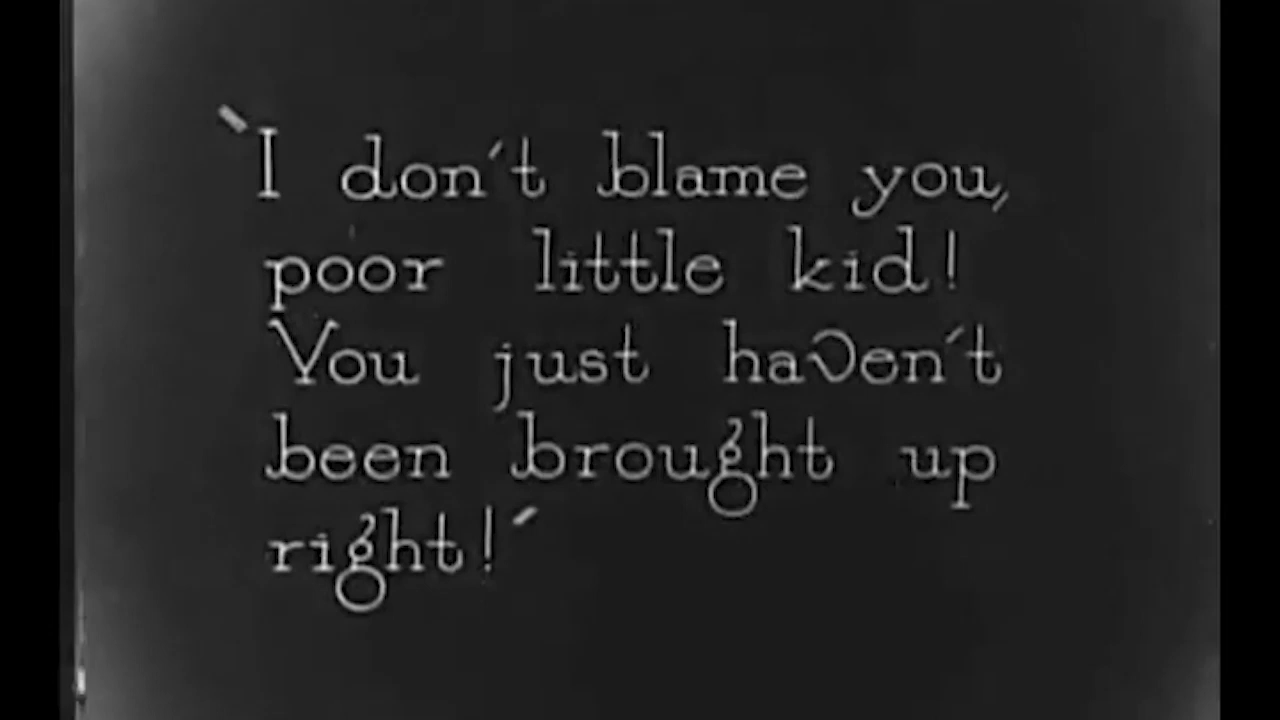 `I don't blame you,
poor little kid!
You just haven't
been brought up
right!´